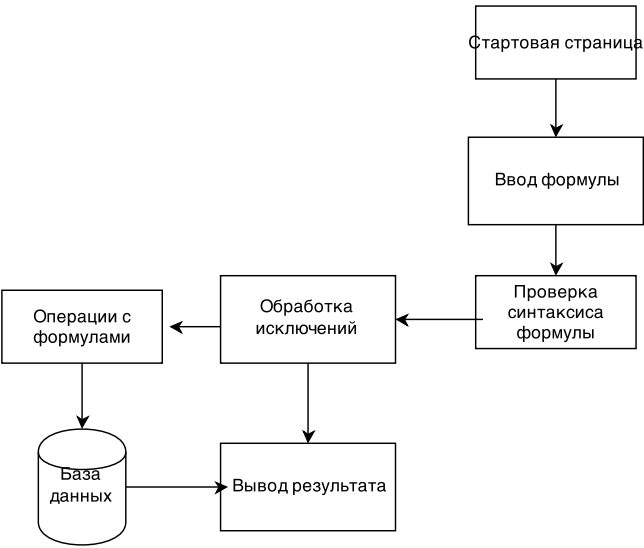 Стартовая страница
Ввод формулы
Проверка
синтаксиса
формулы
Обработка
исключений
Операции с
формулами
База
данных
Вывод результата